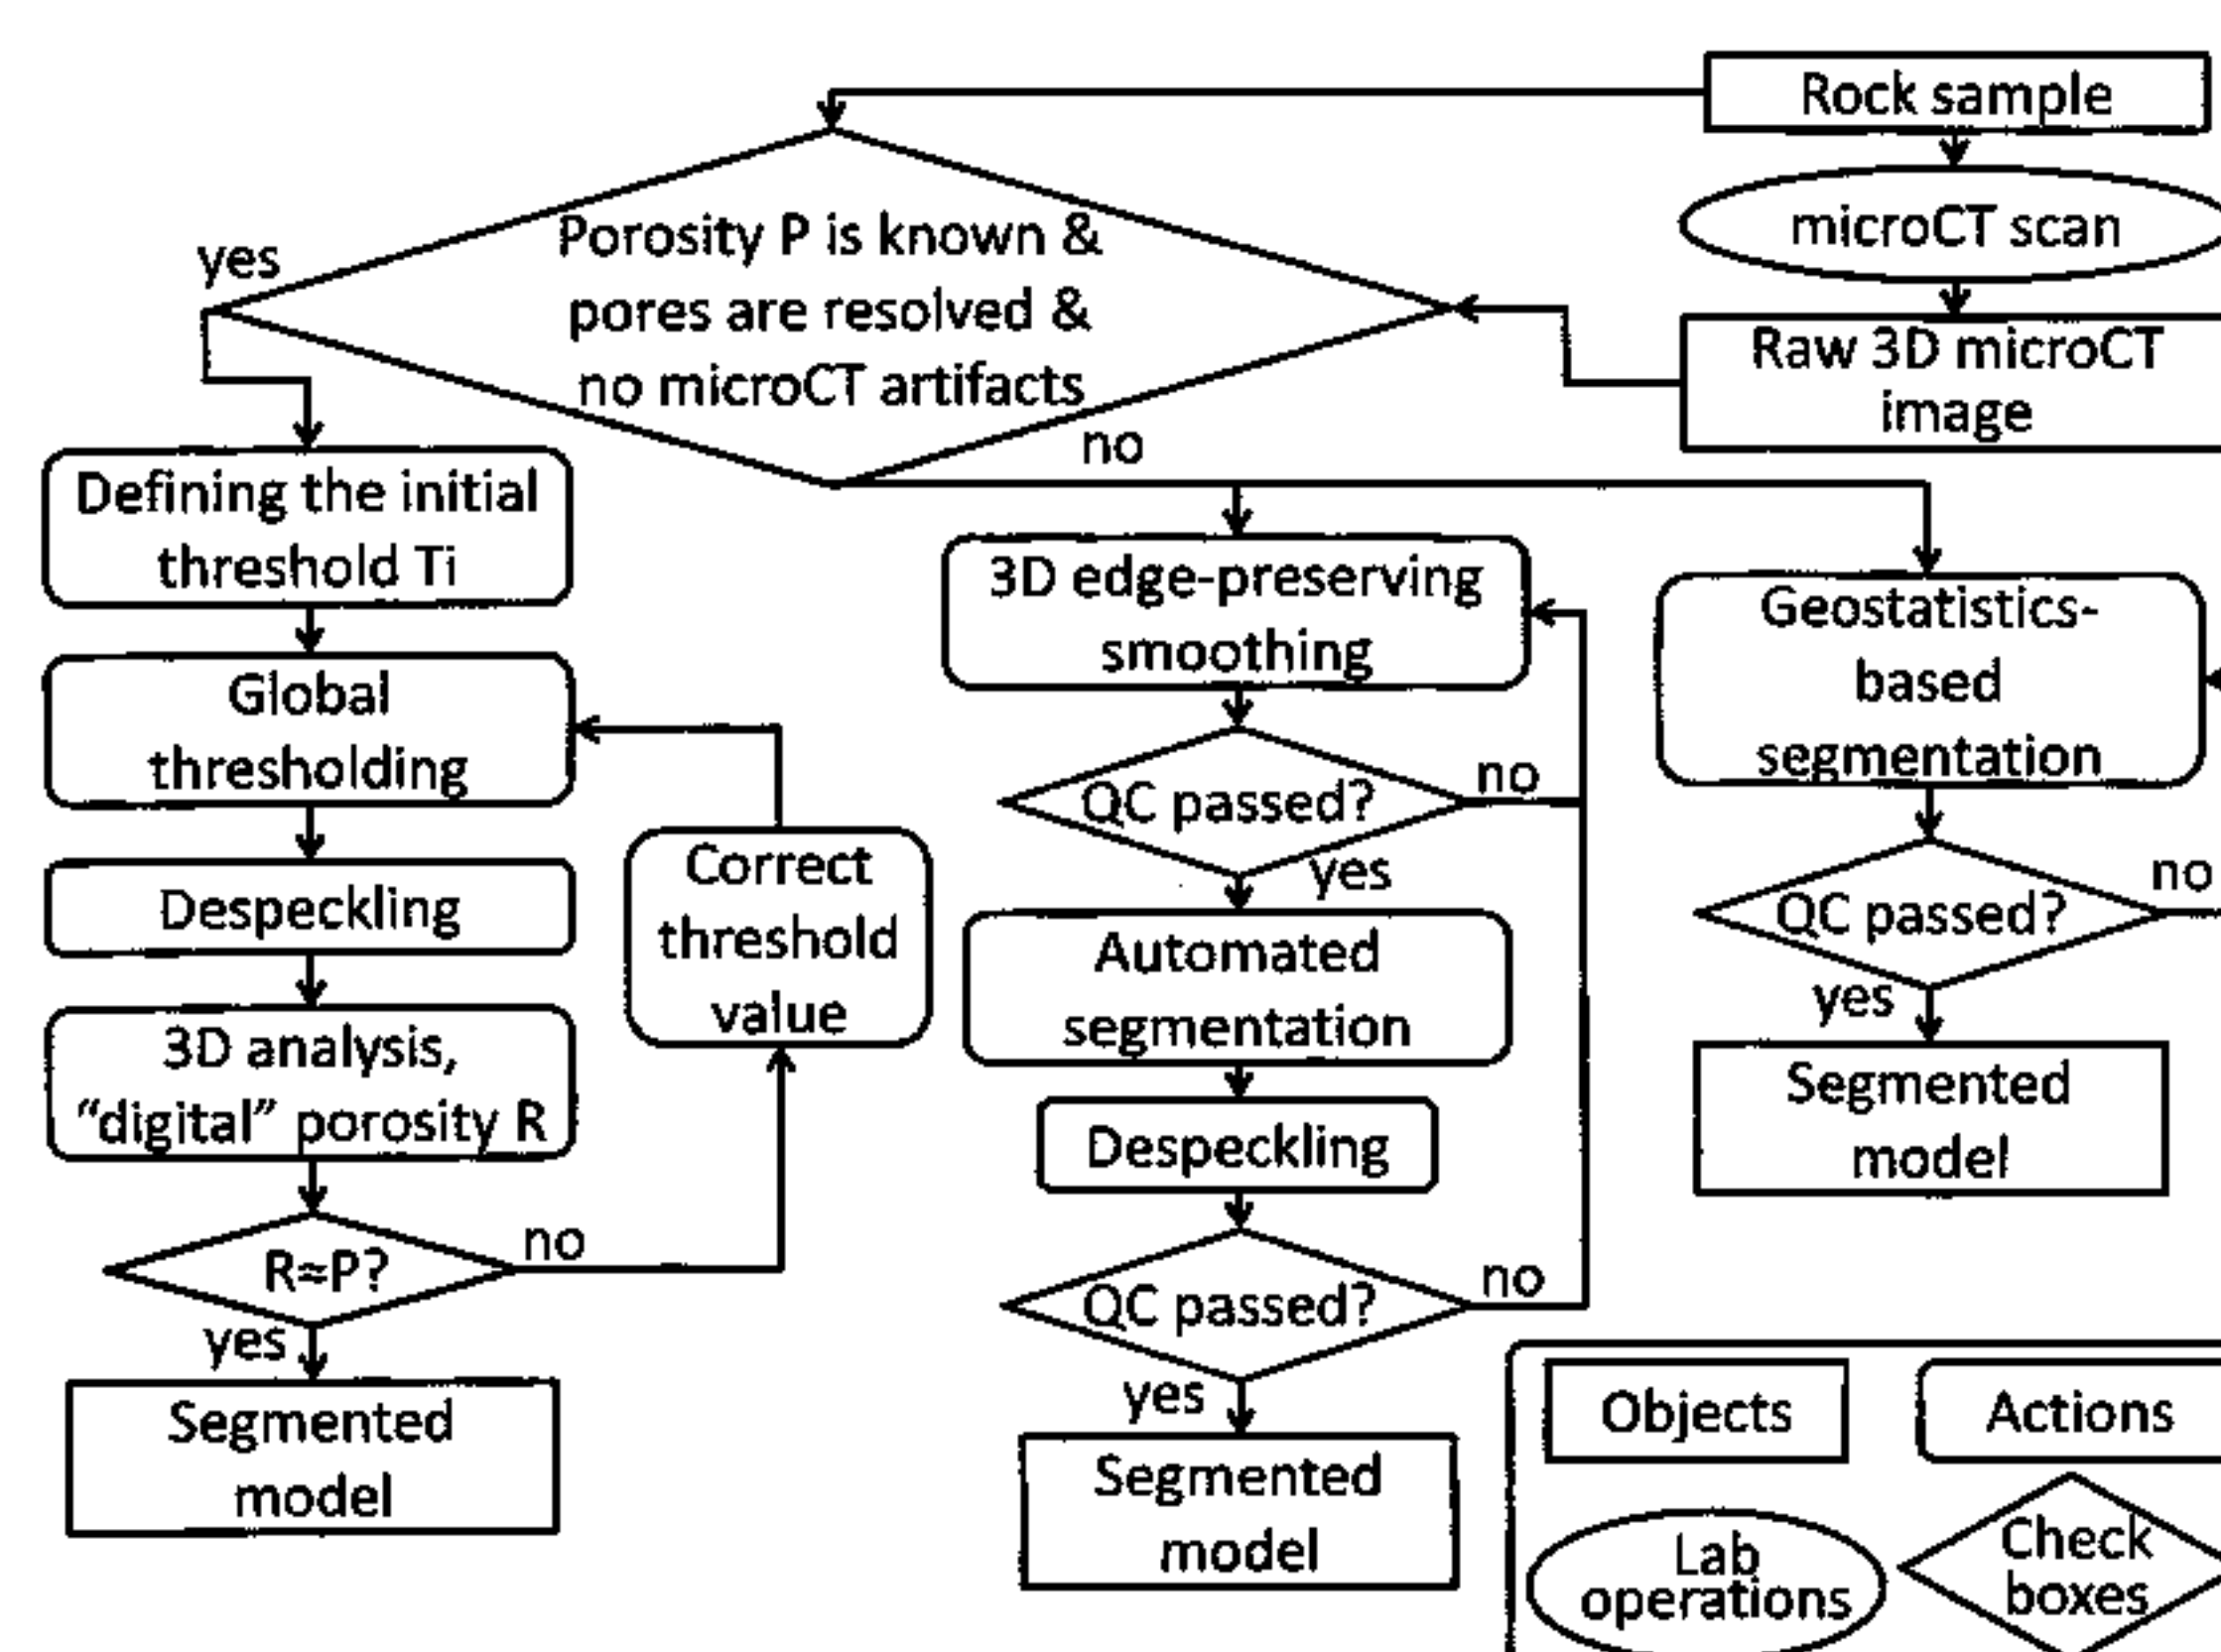 Rock sample
microCT scan
Raw 3D microCT
image
Porosity P is known &
pores are resolved &
no microCT artifacts
yes
no
Defining the initial
threshold Ti
Global
thresholding
Despeckling
3D analysis,
“digital” porosity R
R≈P?
no
yes
Correct
threshold
value
Segmented
model
3D edge-preserving
smoothing
QC passed?
no
yes
Automated
segmentation
Despeckling
QC passed?
no
yes
Segmented
model
Geostatistics-
based
segmentation
QC passed?
no
yes
Segmented
model
Objects
Actions
Lab
operations
Check
boxes